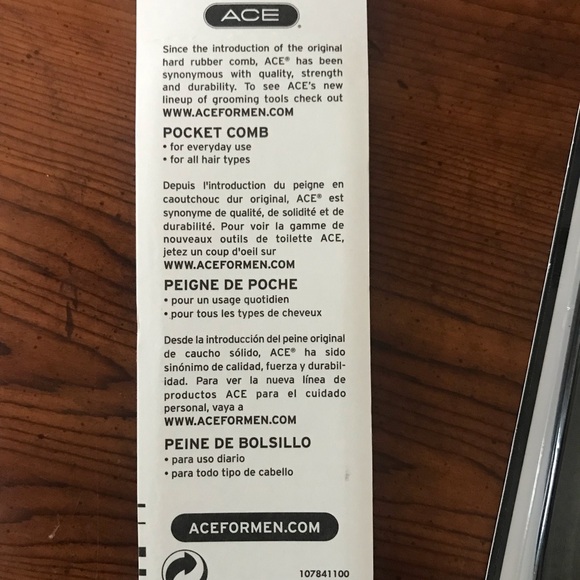 ACE
Since the introduction of the original
hard rubber comb, ACE® has been
synonymous with quality, strength
and durability. To see ACE's new
lineup of grooming tools check out
WWW.ACEFORMEN.COM
POCKET COMB
• for everyday use
• for all hair types
Depuis l'introduction du peigne en
caoutchouc dur original, ACE® est
synonyme de qualité, de solidité et de
durabilité. Pour voir la gamme de
nouveaux outils de toilette ACE,
jetez un coup d'oeil sur
WWW.ACEFORMEN.COM
PEIGNE DE POCHE
• pour un usage quotidien
• pour tous les types de cheveux
Desde la introducción del peine original
de caucho sólido, ACE® ha sido
sinónimo de calidad, fuerza y durabil-
idad. Para ver la nueva línea de
productos ACE para el cuidado
personal, vaya a
WWW.ACEFORMEN.COM
PEINE DE BOLSILLO
• para uso diario
• para todo tipo de cabello
ACEFORMEN.COM
107841100